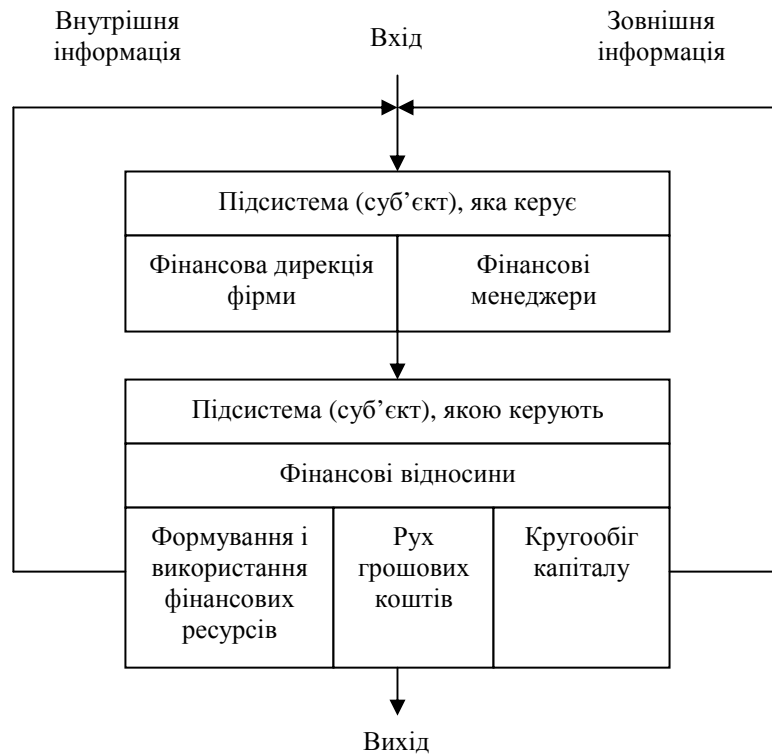 Внутрішня
інформація
Вхід
Зовнішня
інформація
Підсистема (суб’єкт), яка керує
Фінансова дирекція
фірми
Фінансові
менеджери
Підсистема (суб’єкт), якою керують
Фінансові відносини
Формування і
використання
фінансових
ресурсів
Рух
грошових
коштів
Кругообіг
капіталу
Вихід